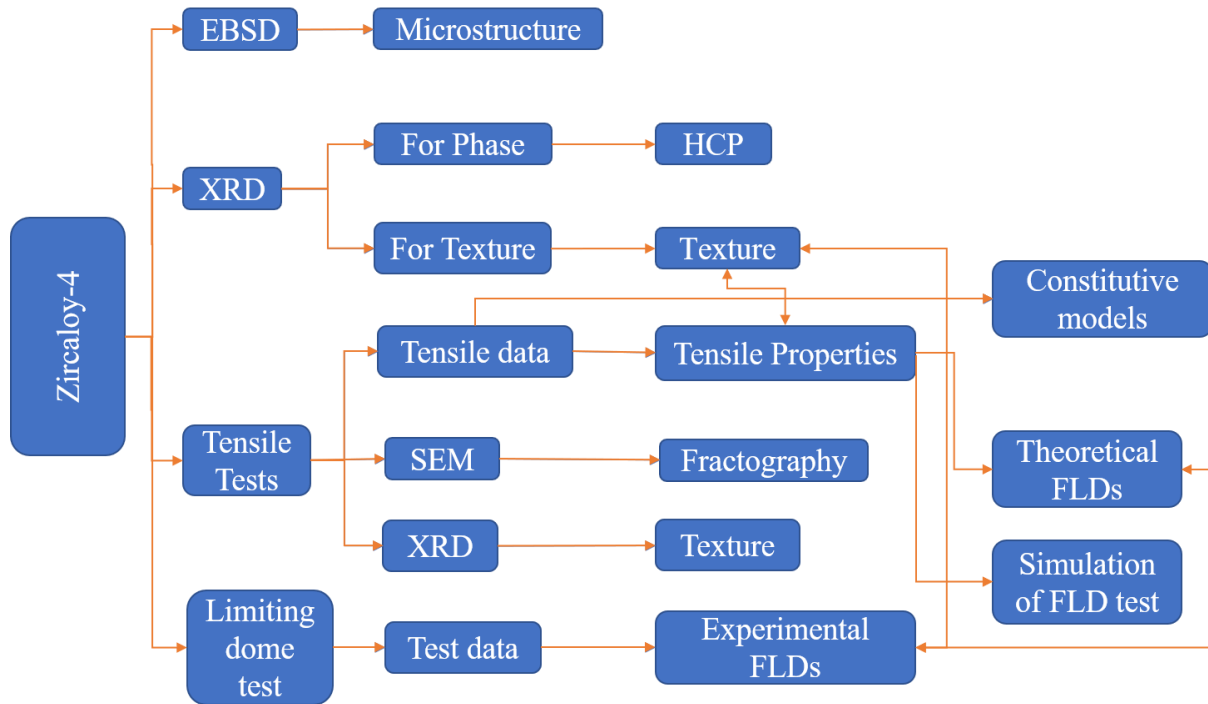 EBSD
Microstructure
For Phase
HCP
XRD
For Texture
Texture
Zircaloy-4
Constitutive
models
Tensile data
Tensile Properties
Tensile
Tests
SEM
Fractography
Theoretical
FLDs
XRD
Texture
Simulation
of FLD test
Limiting
dome
test
Test data
Experimental
FLDs